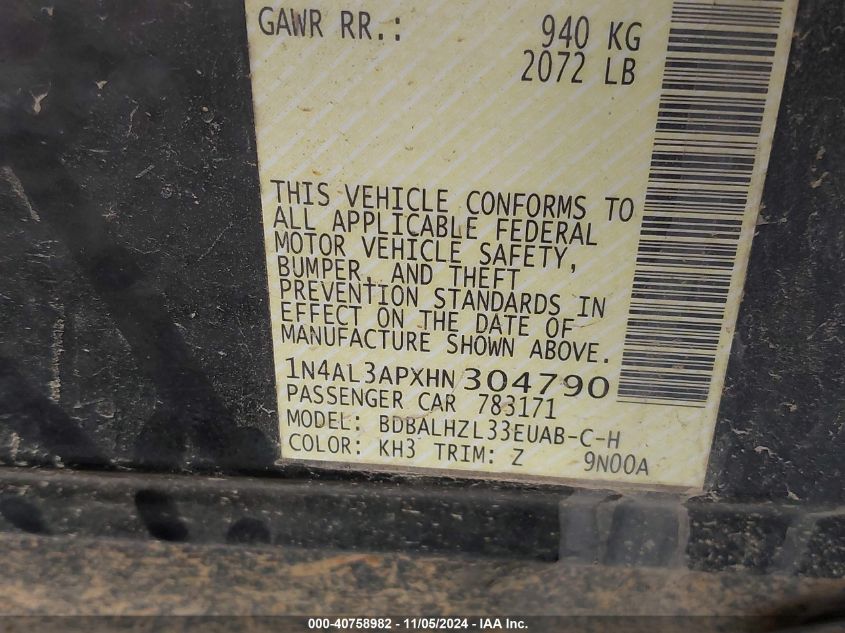 GAWR RR.: 940 KG
2072 LB
THIS VEHICLE CONFORMS TO
ALL APPLICABLE FEDERAL
MOTOR VEHICLE SAFETY,
BUMPER, AND THEFT
PREVENTION STANDARDS IN
EFFECT ON THE DATE OF
MANUFACTURE SHOWN ABOVE.
1N4AL3APXHN304790
PASSENGER CAR 783171
MODEL: BDBALHZL33EUAB-C-H
COLOR: KH3 TRIM: Z 9N00A
000-40758982 - 11/05/2024 - IAA Inc.